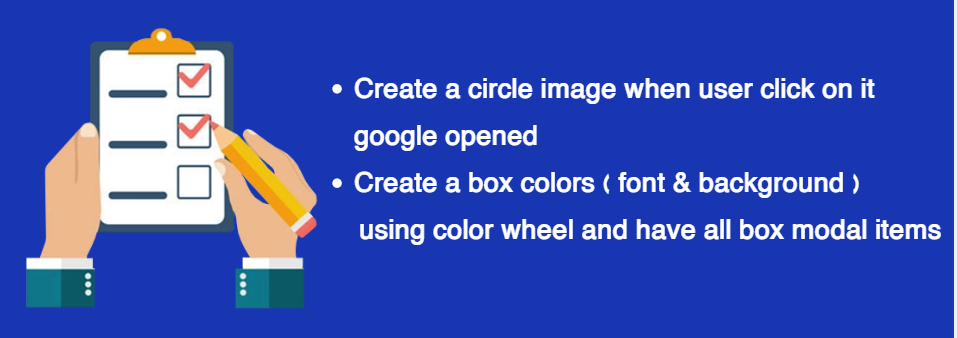 • Create a circle image when user click on it
google opened
• Create a box colors ( font & background )
using color wheel and have all box modal items